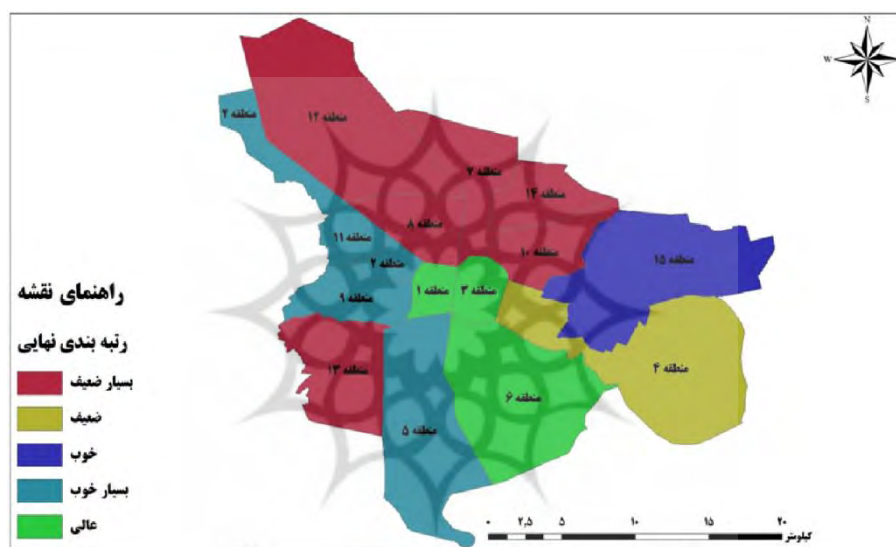 N
W
E
S
منطقه ۲
منطقه ۱۲
منطقه ۷
منطقه ۱۴
منطقه ۸
منطقه ۱۱
منطقه ۱۰
منطقه ۲
منطقه ۱۵
منطقه ۹
منطقه ۱
منطقه ۳
منطقه ۱۳
منطقه ۴
منطقه ۶
منطقه ۵
راهنمای نقشه
رتبه بندی نهایی
بسیار ضعیف
ضعیف
خوب
بسیار خوب
عالی
۰ ۲,۵ ۵ ۱۰ ۱۵ ۲۰
کیلومتر